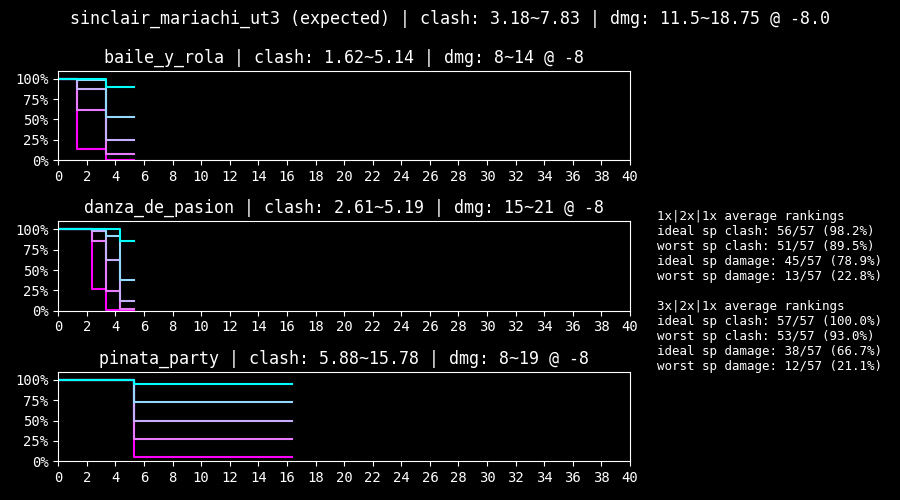 sinclair_mariachi_ut3 (expected) | clash: 3.18~7.83 | dmg: 11.5~18.75 @ -8.0
baile_y_rola | clash: 1.62~5.14 | dmg: 8~14 @ -8
100%
75%
50%
25%
0%
0 2 4 6 8 10 12 14 16 18 20 22 24 26 28 30 32 34 36 38 40
danza_de_pasion | clash: 2.61~5.19 | dmg: 15~21 @ -8
100%
75%
50%
25%
0%
0 2 4 6 8 10 12 14 16 18 20 22 24 26 28 30 32 34 36 38 40
pinata_party | clash: 5.88~15.78 | dmg: 8~19 @ -8
100%
75%
50%
25%
0%
0 2 4 6 8 10 12 14 16 18 20 22 24 26 28 30 32 34 36 38 40
1x|2x|1x average rankings
ideal sp clash: 56/57 (98.2%)
worst sp clash: 51/57 (89.5%)
ideal sp damage: 45/57 (78.9%)
worst sp damage: 13/57 (22.8%)
3x|2x|1x average rankings
ideal sp clash: 57/57 (100.0%)
worst sp clash: 53/57 (93.0%)
ideal sp damage: 38/57 (66.7%)
worst sp damage: 12/57 (21.1%)